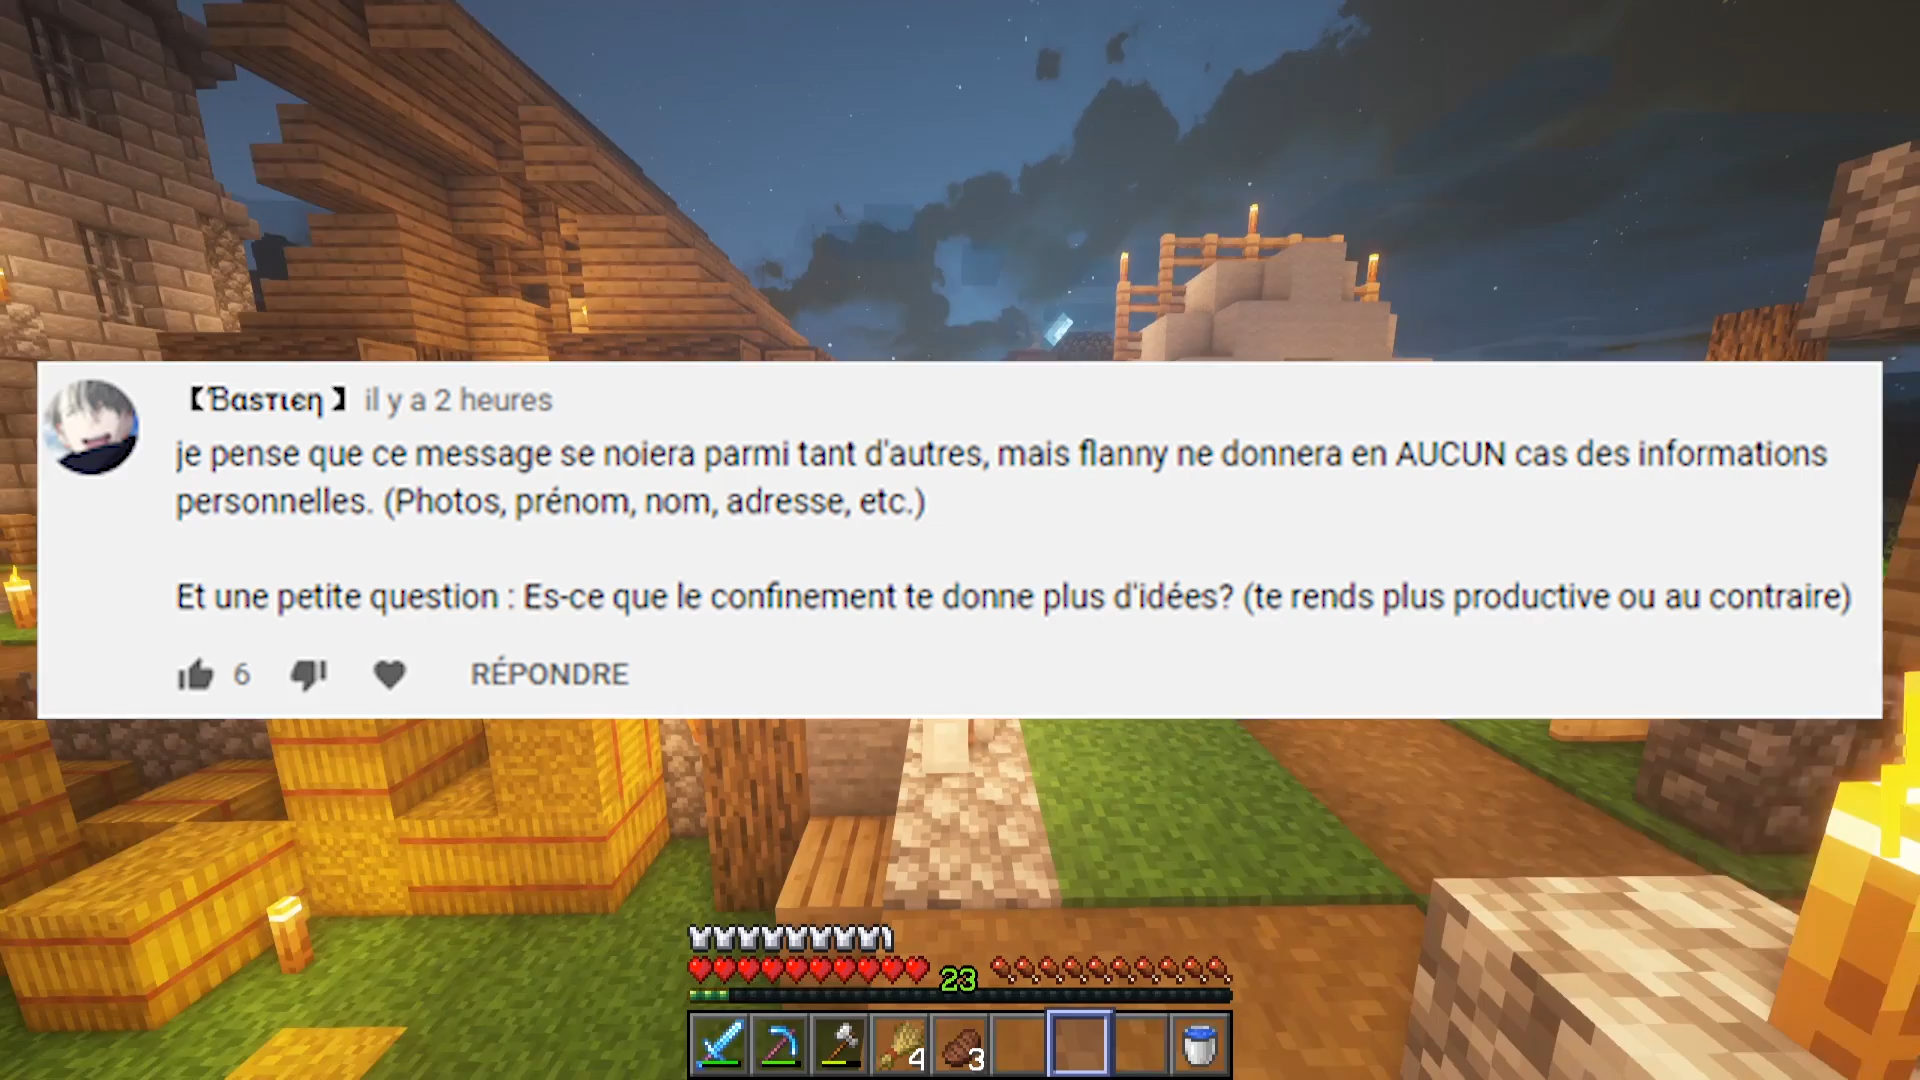 【Ɓαѕтιєη】 il y a 2 heures
je pense que ce message se noiera parmi tant d'autres, mais flanny ne donnera en AUCUN cas des informations
personnelles. (Photos, prénom, nom, adresse, etc.)
Et une petite question : Es-ce que le confinement te donne plus d'idées? (te rends plus productive ou au contraire)
6 RÉPONDRE
23
4 3